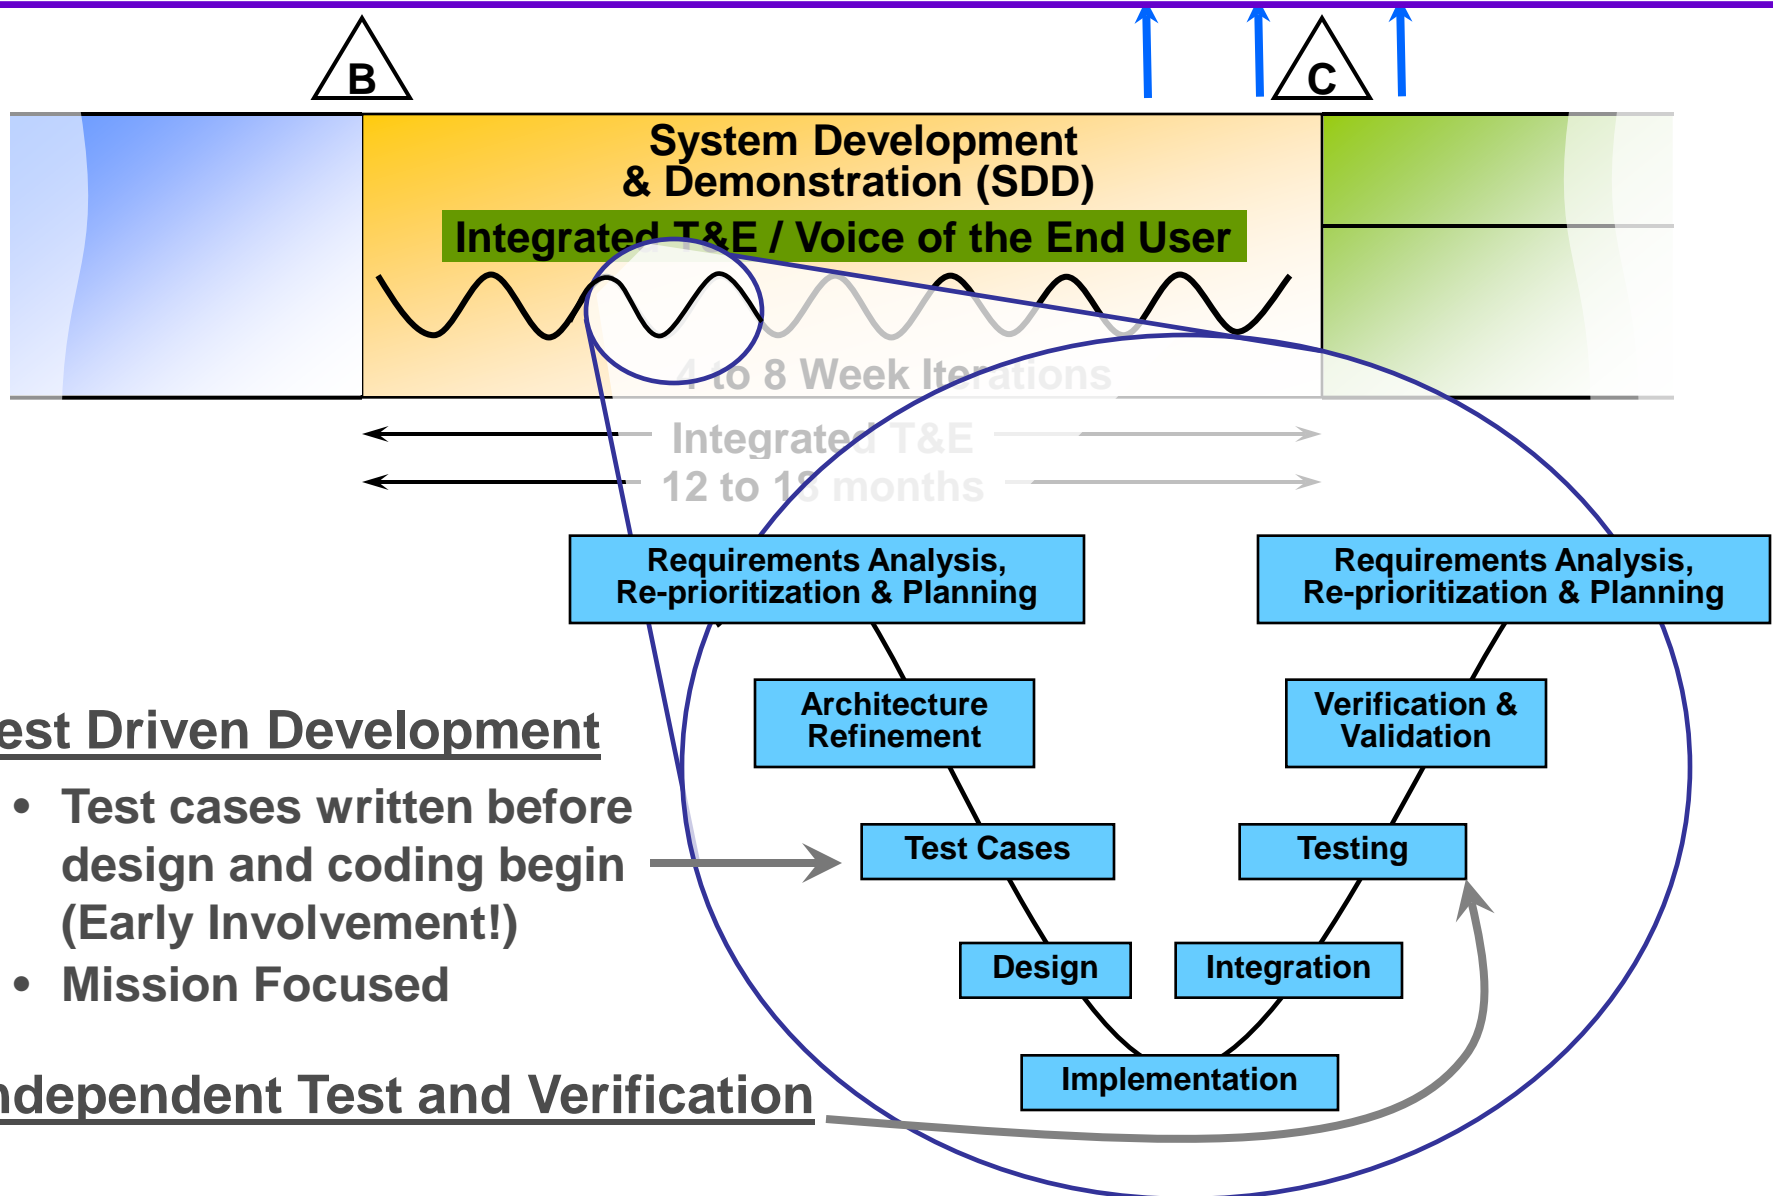 B
C
System Development
& Demonstration (SDD)
Integrated T&E / Voice of the End User
4 to 8 Week Iterations
Integrated T&E
12 to 18 months
Requirements Analysis,
Re-prioritization & Planning
Requirements Analysis,
Re-prioritization & Planning
Architecture
Refinement
Verification &
Validation
est Driven Development
• Test cases written before
design and coding begin
(Early Involvement!)
• Mission Focused
Test Cases
Testing
Design
Integration
Implementation
ndependent Test and Verification